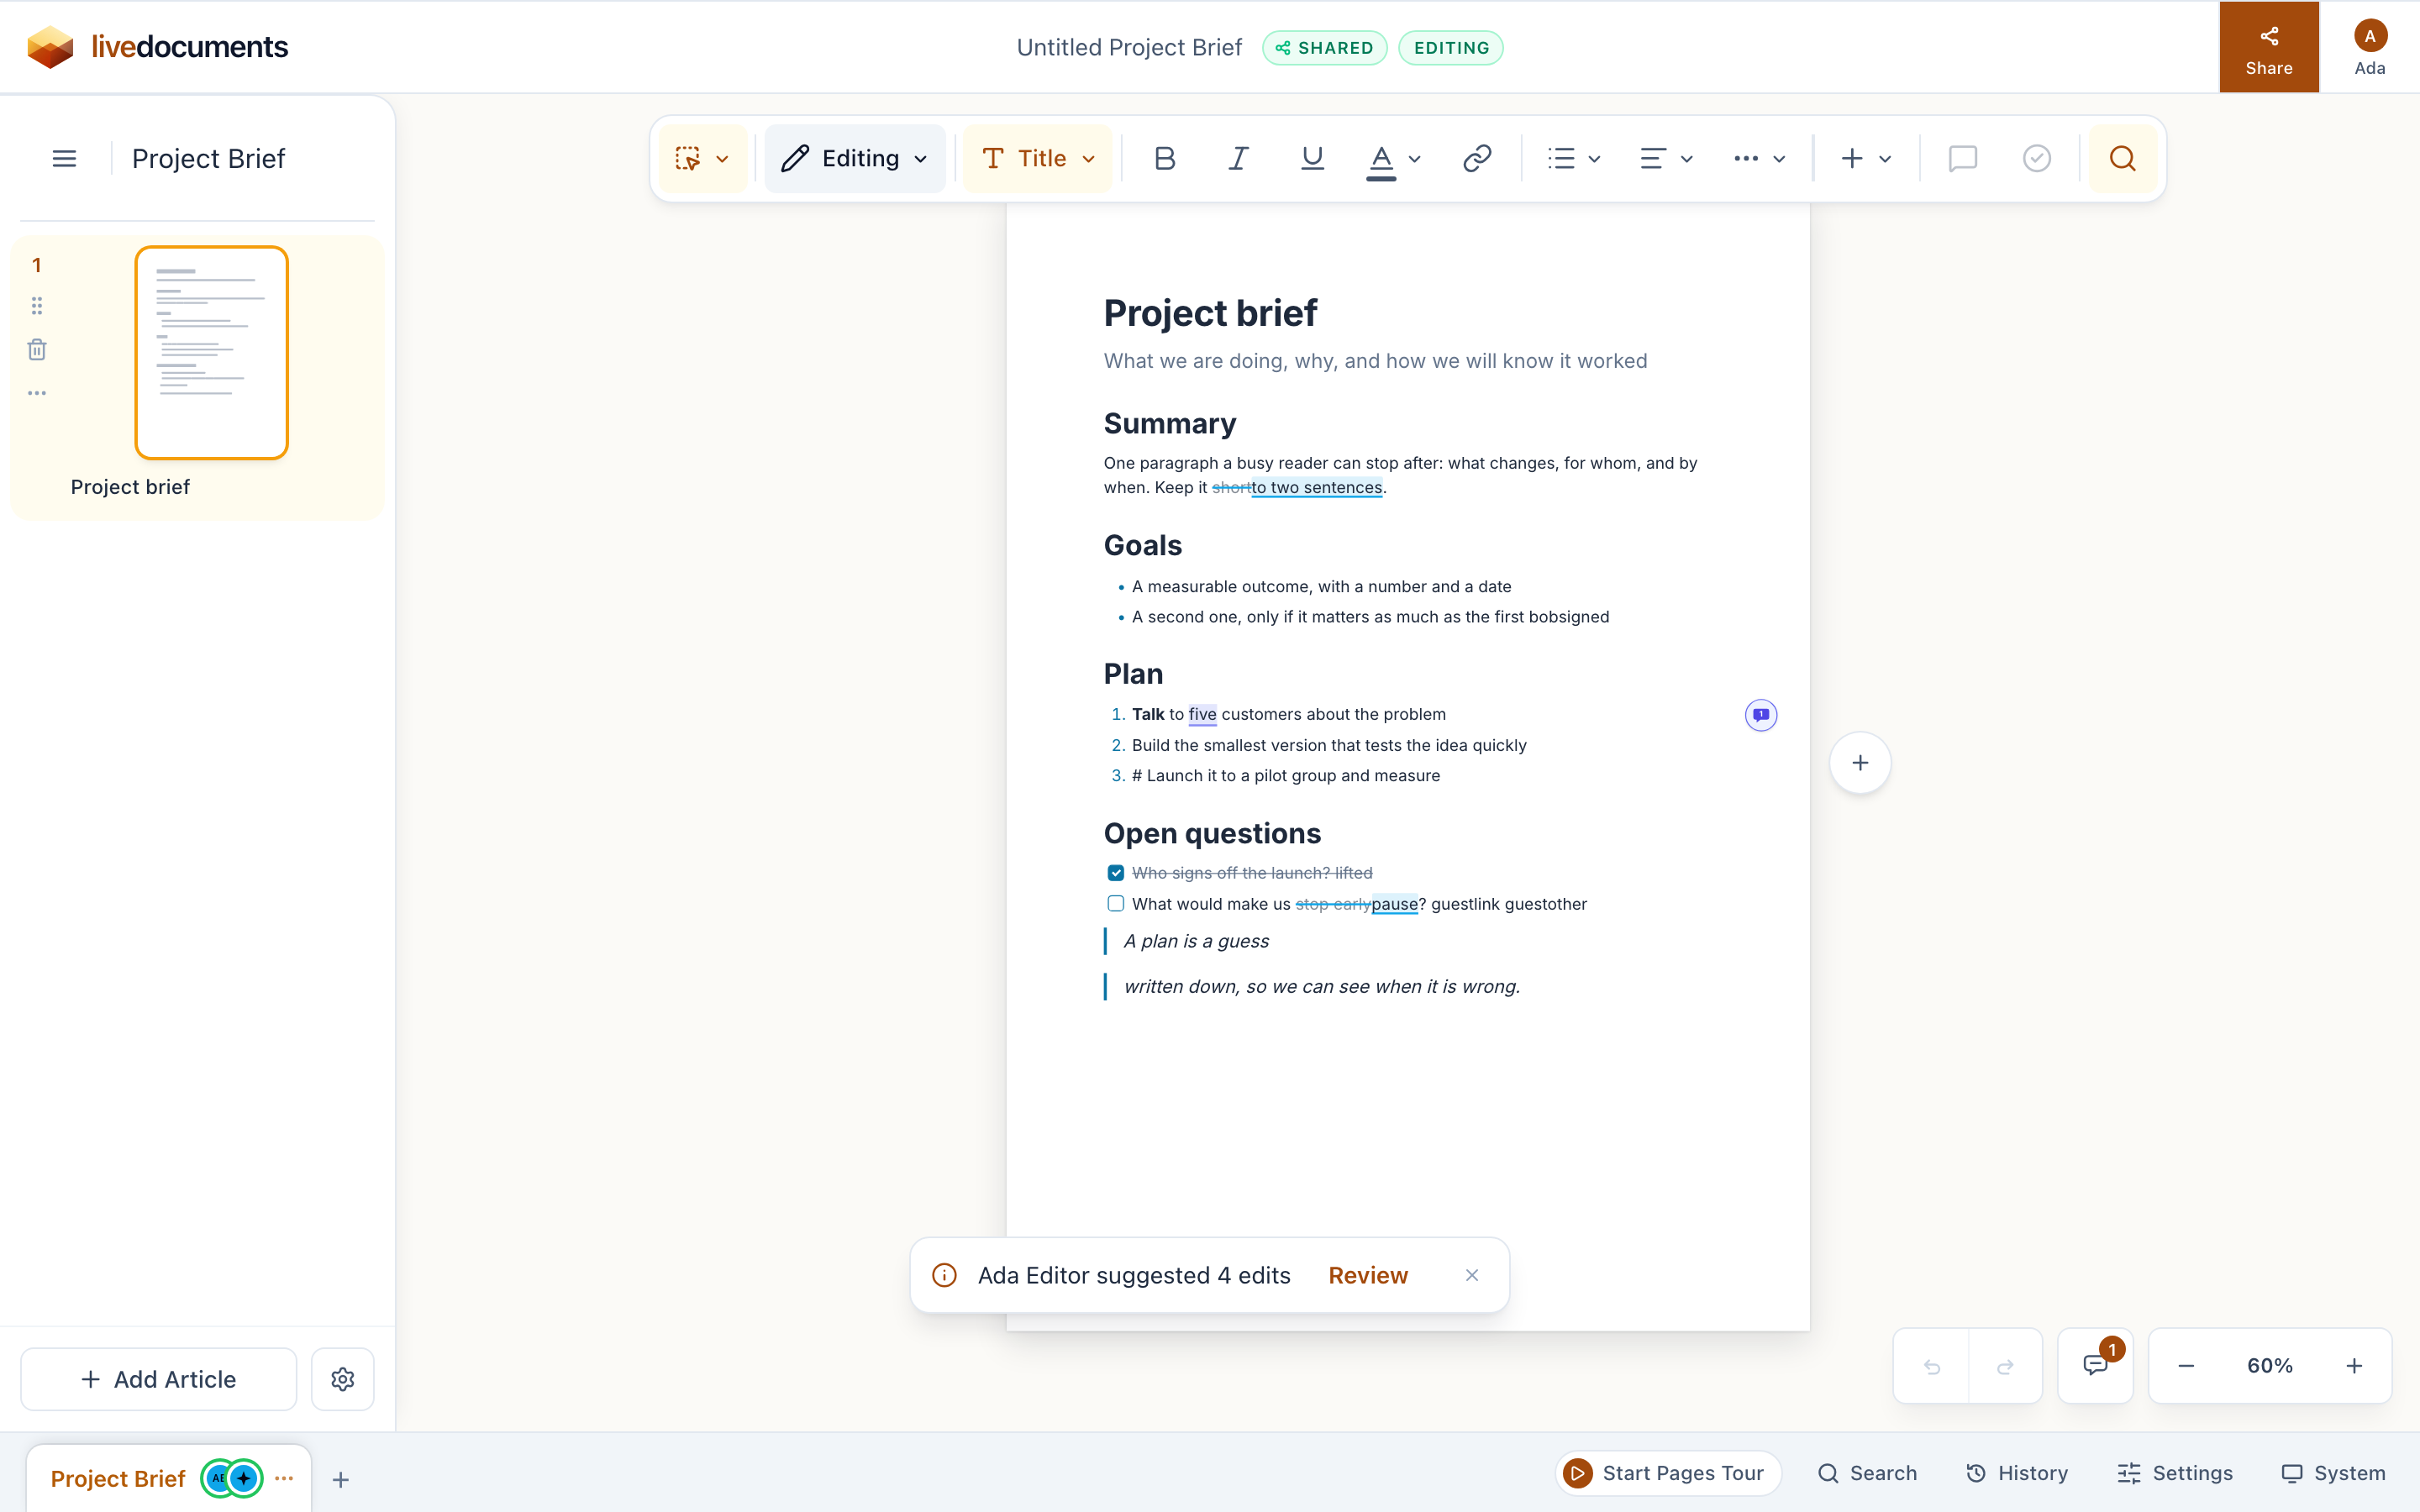 livedocuments
Untitled Project Brief
SHARED
EDITING
Share
A
Ada
Project Brief
Editing
Title
1
Project brief
Project brief
What we are doing, why, and how we will know it worked
Summary
One paragraph a busy reader can stop after: what changes, for whom, and by
when. Keep it shortto two sentences.
Goals
• A measurable outcome, with a number and a date
• A second one, only if it matters as much as the first bobsigned
Plan
1. Talk to five customers about the problem
1
2. Build the smallest version that tests the idea quickly
3. # Launch it to a pilot group and measure
Open questions
Who signs off the launch? lifted
What would make us stop earlypause? guestlink guestother
A plan is a guess
written down, so we can see when it is wrong.
Ada Editor suggested 4 edits
Review
1
60%
Add Article
Project Brief
Start Pages Tour
Search
History
Settings
System